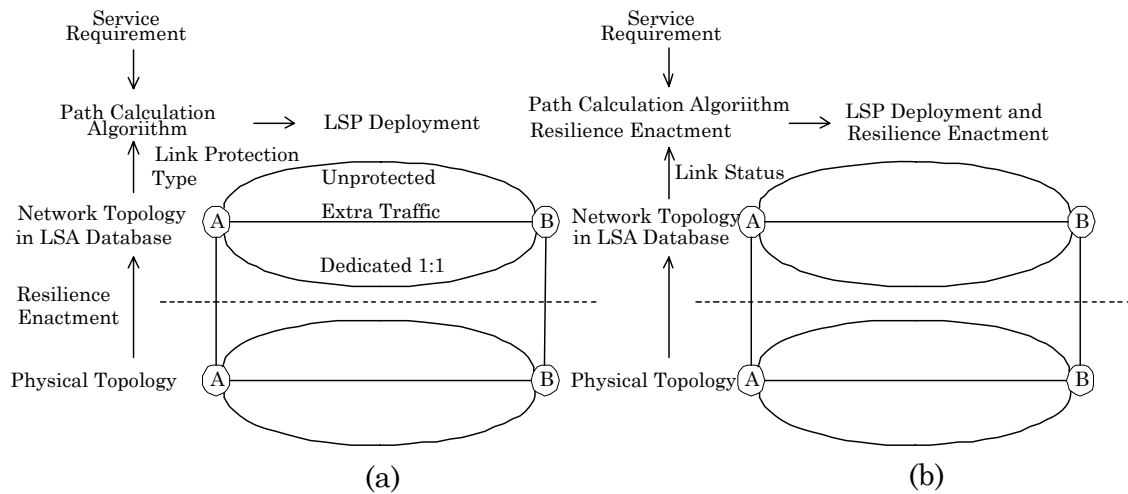 Service
Requirement
Path Calculation
Algoriithm
LSP Deployment
Link Protection
Type
Unprotected
Network Topology
in LSA Database
A
Extra Traffic
B
Dedicated 1:1
Resilience
Enactment
Physical Topology
A
B
(a)
Service
Requirement
Path Calculation Algoriithm
Resilience Enactment
LSP Deployment and
Resilience Enactment
Link Status
Network Topology
in LSA Database
A
B
Physical Topology
A
B
(b)